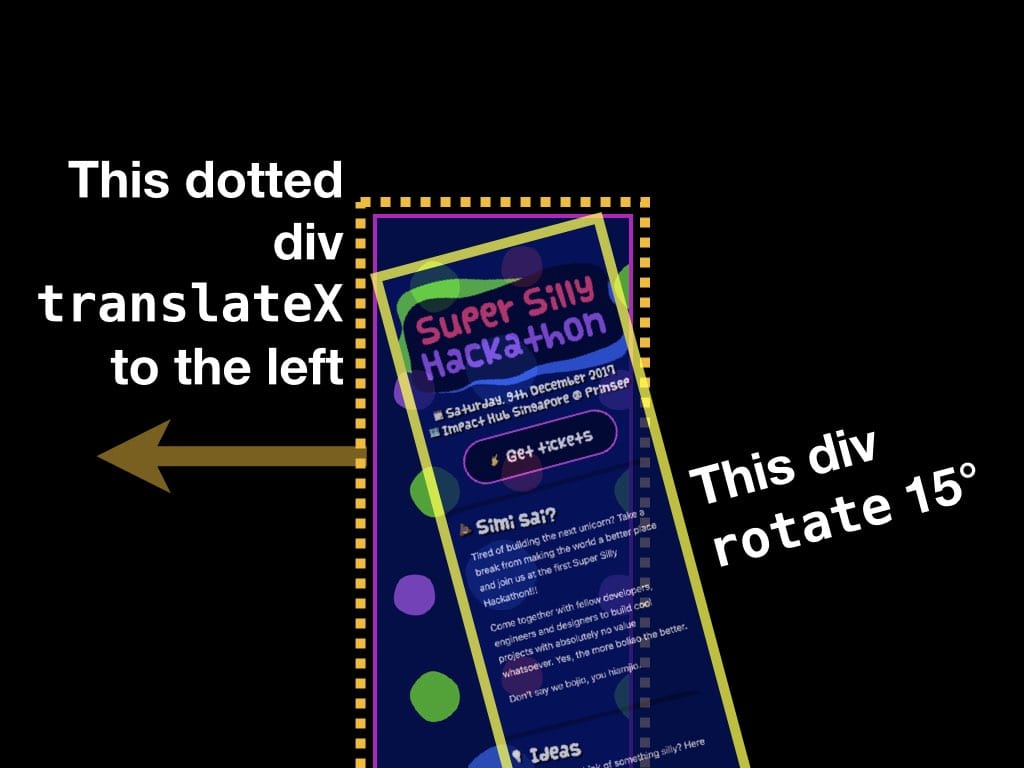 This dotted
div
translateX
to the left
Super Silly
Hackathon
Saturday, 9th December 2017
Impact Hub Singapore @ Prinsep
Get tickets
This div
rotate 15°
Simi sai?
Tired of building the next unicorn? Take a
break from making the world a better place
and join us at the first Super Silly
Hackathon!!!
Come together with fellow developers,
engineers and designers to build cool
projects with absolutely no value
whatsoever. Yes, the more boliao the better.
Don't say we bojio, you hiamjio.
Ideas
of something silly? Here